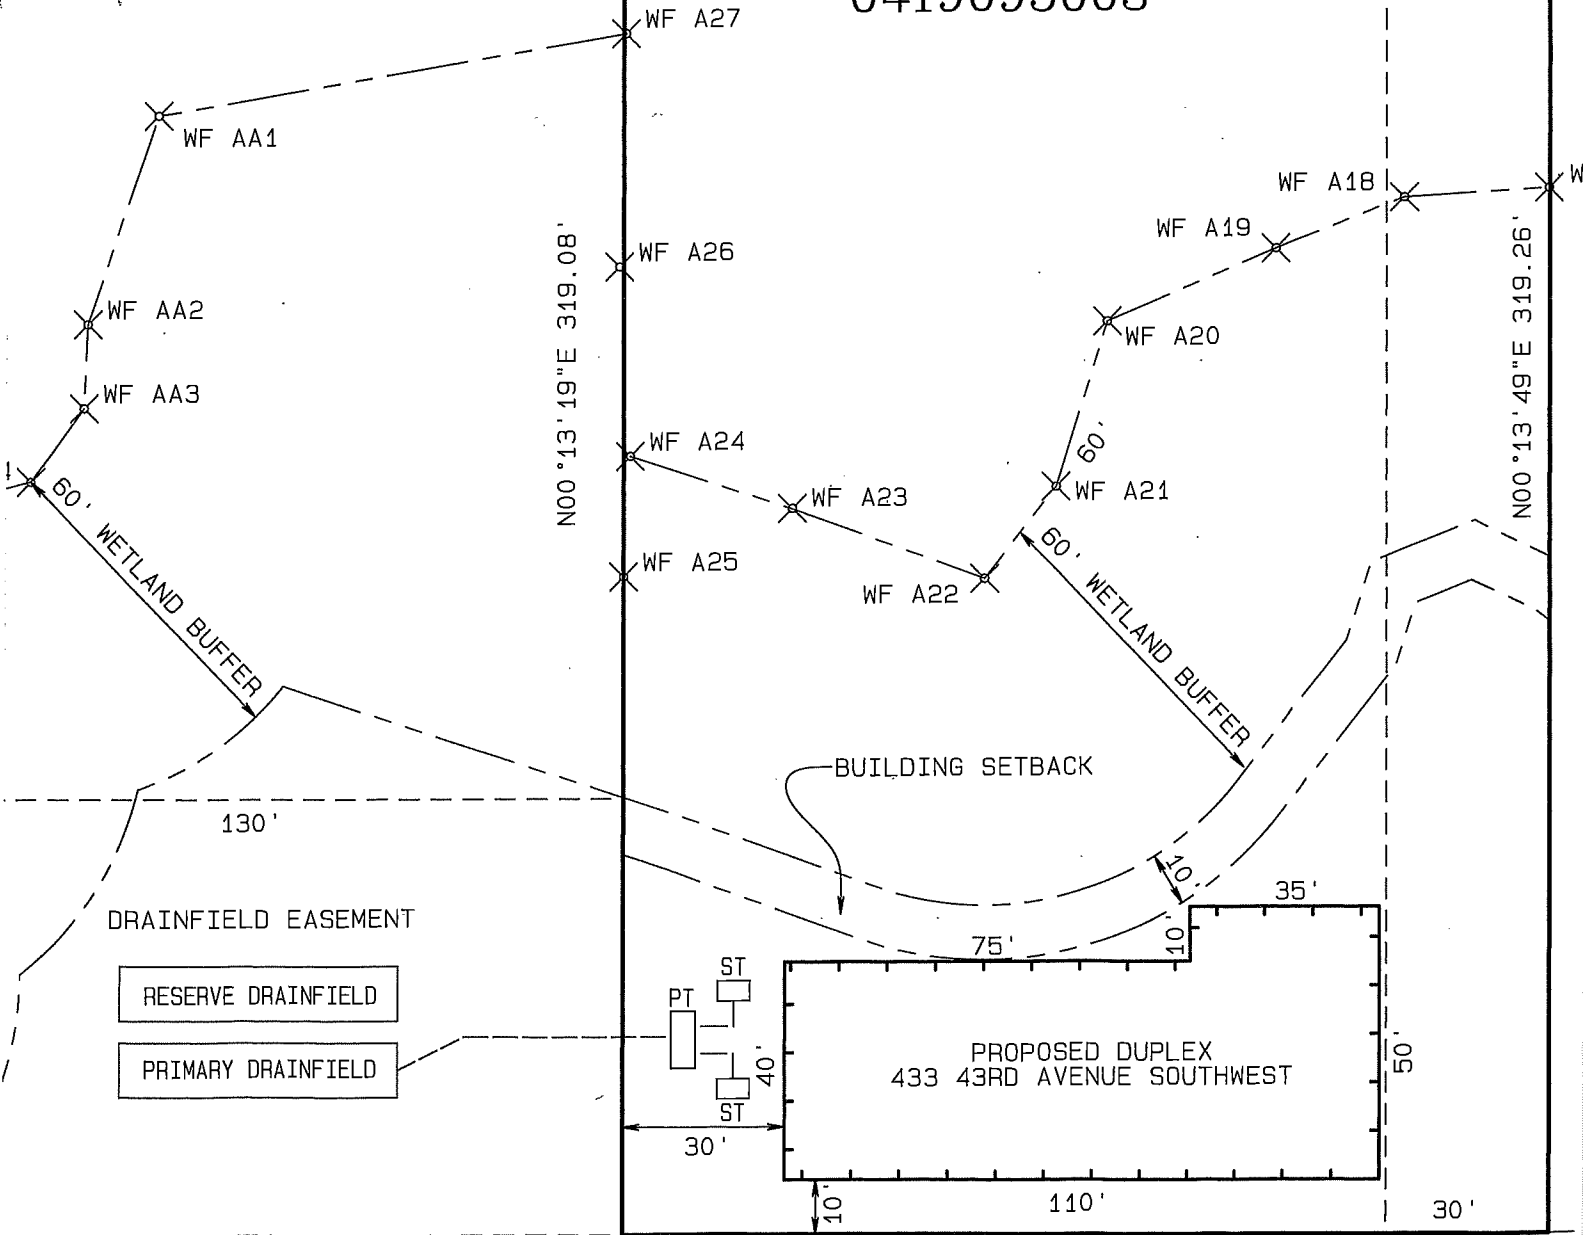 WF A27
WF AA1
WF A18
WF A19
N00°13'19"E 319.08'
WF A26
N00°13'49"E 319.26'
WF AA2
WF A20
WF AA3
WF A24
60'
WF A23
WF A21
60' WETLAND BUFFER
WF A25
WF A22
60' WETLAND BUFFER
BUILDING SETBACK
130'
10'
35'
DRAINFIELD EASEMENT
10'
75'
ST
RESERVE DRAINFIELD
PT
PROPOSED DUPLEX
433 43RD AVENUE SOUTHWEST
50'
40'
PRIMARY DRAINFIELD
ST
30'
10'
110'
30'